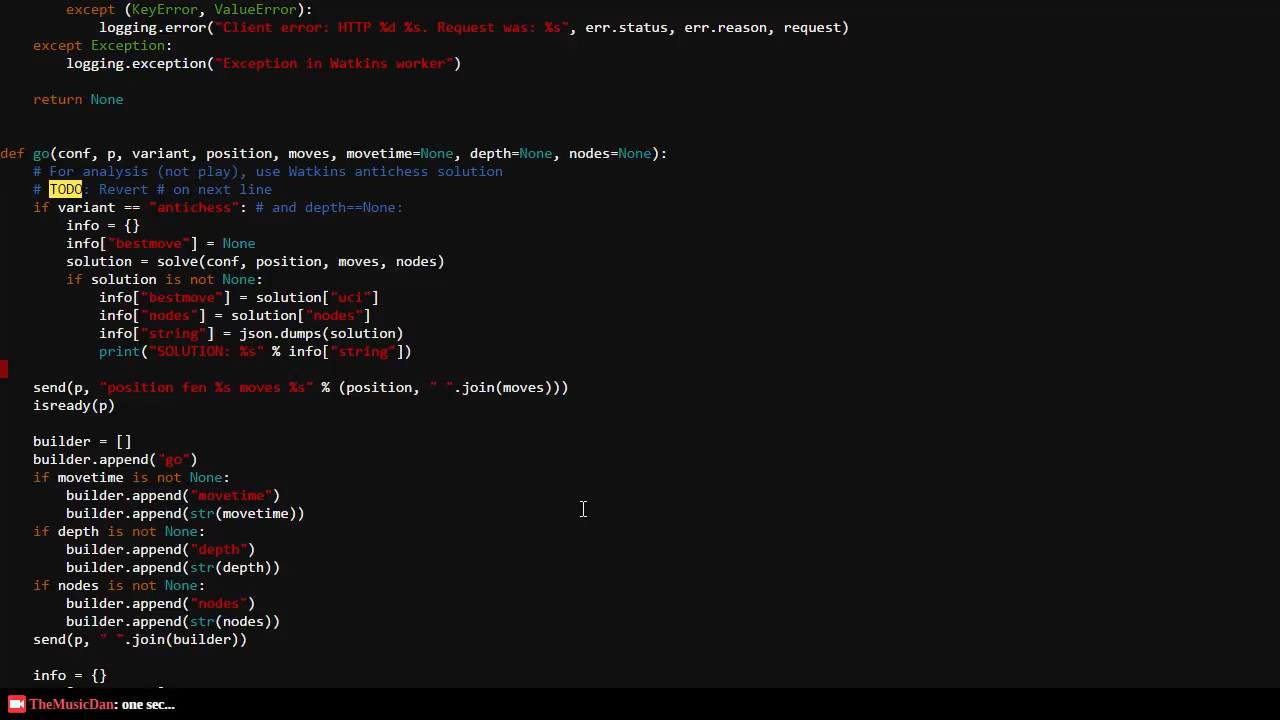 except (KeyError, ValueError):
            logging.error("Client error: HTTP %d %s. Request was: %s", err.status, err.reason, request)
    except Exception:
        logging.exception("Exception in Watkins worker")

    return None


def go(conf, p, variant, position, moves, movetime=None, depth=None, nodes=None):
    # For analysis (not play), use Watkins antichess solution
    # TODO: Revert # on next line
    if variant == "antichess": # and depth==None:
        info = {}
        info["bestmove"] = None
        solution = solve(conf, position, moves, nodes)
        if solution is not None:
            info["bestmove"] = solution["uci"]
            info["nodes"] = solution["nodes"]
            info["string"] = json.dumps(solution)
            print("SOLUTION: %s" % info["string"])

    send(p, "position fen %s moves %s" % (position, " ".join(moves)))
    isready(p)

    builder = []
    builder.append("go")
    if movetime is not None:
        builder.append("movetime")
        builder.append(str(movetime))
    if depth is not None:
        builder.append("depth")
        builder.append(str(depth))
    if nodes is not None:
        builder.append("nodes")
        builder.append(str(nodes))
    send(p, " ".join(builder))

    info = {}
TheMusicDan: one sec...